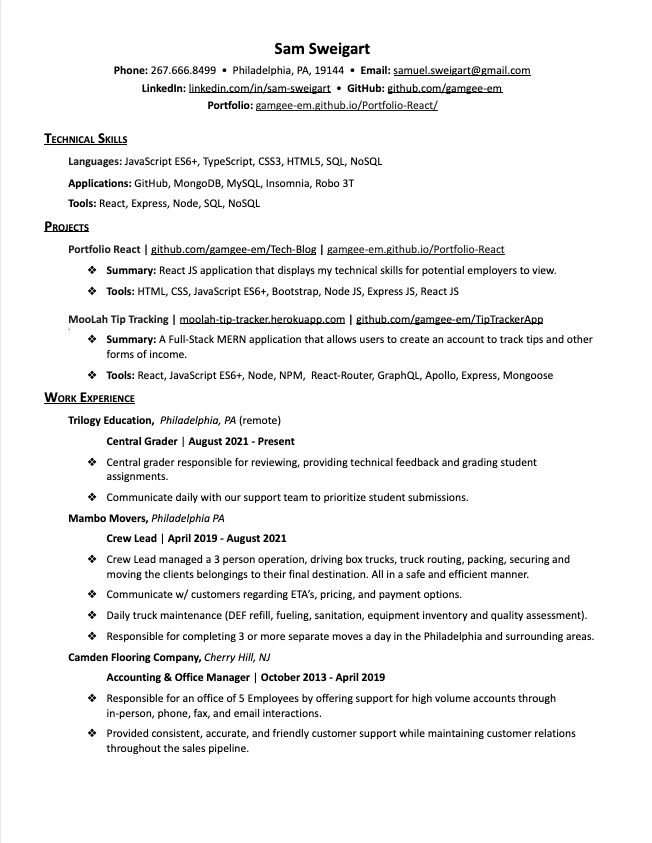 Sam Sweigart
Phone: 267.666.8499 • Philadelphia, PA, 19144 • Email: samuel.sweigart@gmail.com
LinkedIn: linkedin.com/in/sam-sweigart • GitHub: github.com/gamgee-em
Portfolio: gamgee-em.github.io/Portfolio-React/
Technical Skills
Languages: JavaScript ES6+, TypeScript, CSS3, HTML5, SQL, NoSQL
Applications: GitHub, MongoDB, MySQL, Insomnia, Robo 3T
Tools: React, Express, Node, SQL, NoSQL
Projects
Portfolio React | github.com/gamgee-em/Tech-Blog | gamgee-em.github.io/Portfolio-React
❖ Summary: React JS application that displays my technical skills for potential employers to view.
❖ Tools: HTML, CSS, JavaScript ES6+, Bootstrap, Node JS, Express JS, React JS
MooLah Tip Tracking | moolah-tip-tracker.herokuapp.com | github.com/gamgee-em/TipTrackerApp
❖ Summary: A Full-Stack MERN application that allows users to create an account to track tips and other
forms of income.
❖ Tools: React, JavaScript ES6+, Node, NPM, React-Router, GraphQL, Apollo, Express, Mongoose
Work Experience
Trilogy Education, Philadelphia, PA (remote)
Central Grader | August 2021 - Present
❖ Central grader responsible for reviewing, providing technical feedback and grading student
assignments.
❖ Communicate daily with our support team to prioritize student submissions.
Mambo Movers, Philadelphia PA
Crew Lead | April 2019 - August 2021
❖ Crew Lead managed a 3 person operation, driving box trucks, truck routing, packing, securing and
moving the clients belongings to their final destination. All in a safe and efficient manner.
❖ Communicate w/ customers regarding ETA's, pricing, and payment options.
❖ Daily truck maintenance (DEF refill, fueling, sanitation, equipment inventory and quality assessment).
❖ Responsible for completing 3 or more separate moves a day in the Philadelphia and surrounding areas.
Camden Flooring Company, Cherry Hill, NJ
Accounting & Office Manager | October 2013 - April 2019
❖ Responsible for an office of 5 Employees by offering support for high volume accounts through
in-person, phone, fax, and email interactions.
❖ Provided consistent, accurate, and friendly customer support while maintaining customer relations
throughout the sales pipeline.